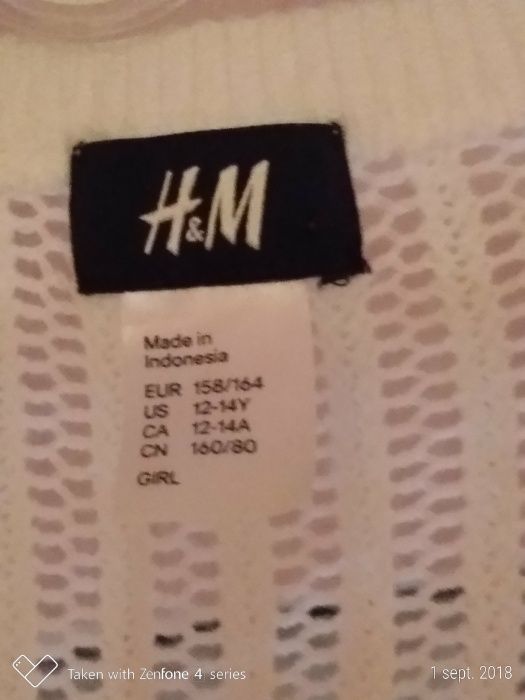 H&M
Made in
Indonesia
EUR 158/164
US 12-14Y
CA 12-14A
CN 160/80
GIRL
Taken with Zenfone 4 series
1 sept. 2018